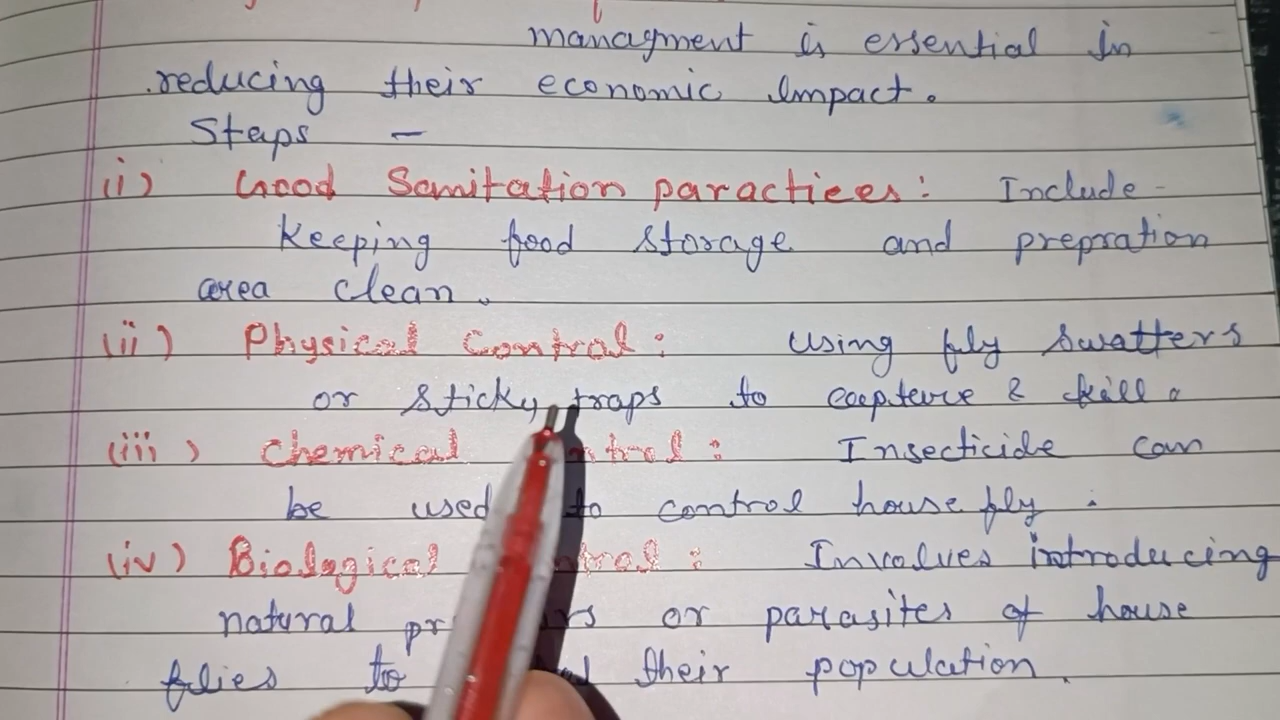 managment is essential in
reducing their economic Impact.
Steps –
(i) Good Sanitation paractices: Include -
Keeping food storage and prepration
area clean.
(ii) Physical Control: Using fly Swatters
or sticky traps to capture & kill.
(iii) Chemical Insecticide can
be used to control house fly.
(iv) Biological Involves introducing
natural or parasites of house
flies to their population.